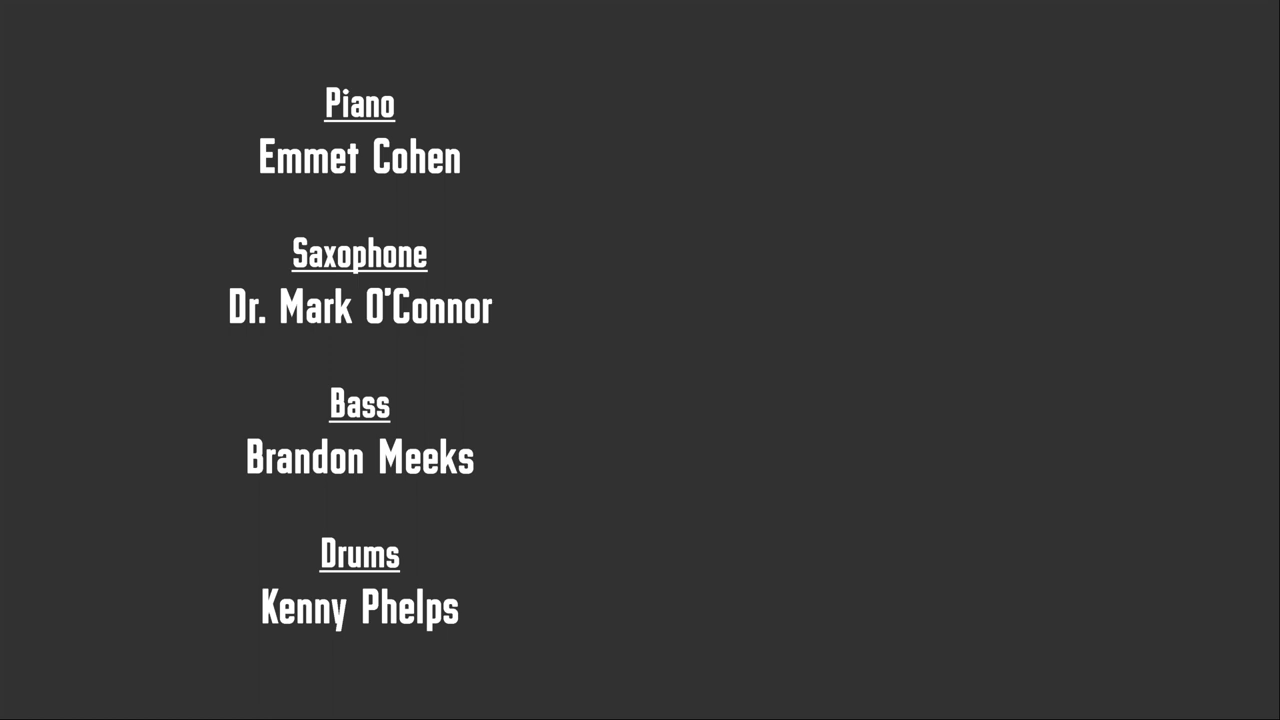 Piano
Emmet Cohen
Saxophone
Dr. Mark O'Connor
Bass
Brandon Meeks
Drums
Kenny Phelps